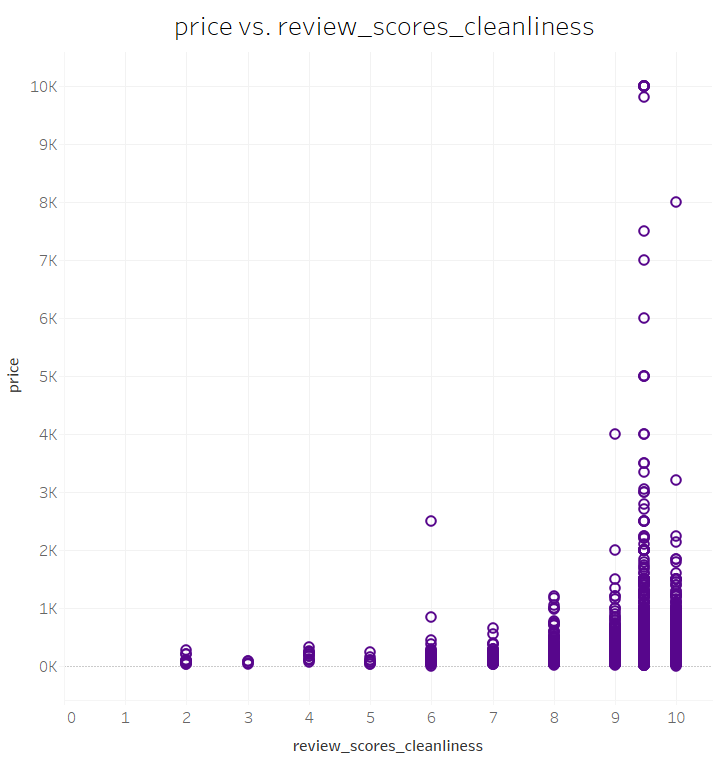 price vs. review_scores_cleanliness
10K
9K
8K
7K
6K
5K
4K
3K
2K
1K
0K
price
0 1 2 3 4 5 6 7 8 9 10
review_scores_cleanliness